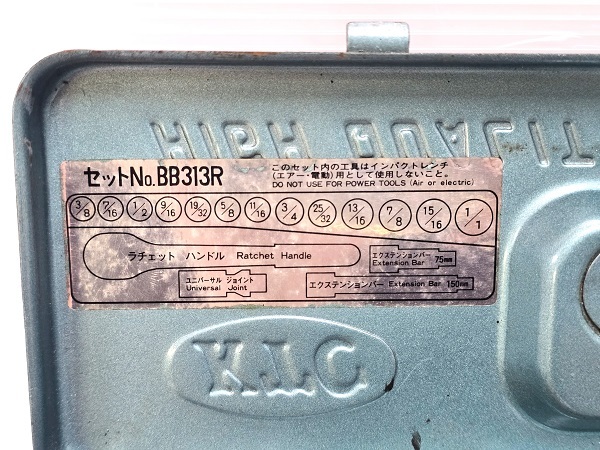 HIGH QUALIT
セットNo.BB313R
このセット内の工具はインパクトレンチ
(エアー・電動)用として使用しないこと。
DO NOT USE FOR POWER TOOLS (Air or electric)
3/8 7/16 1/2 9/16 19/32 5/8 11/16 3/4 25/32 13/16 7/8 15/16 1/1
ラチェット ハンドル Ratchet Handle
エクステンションバー 75mm
Extension Bar
ユニバーサル ジョイント
Universal Joint
エクステンションバー Extension Bar 150mm
KTC